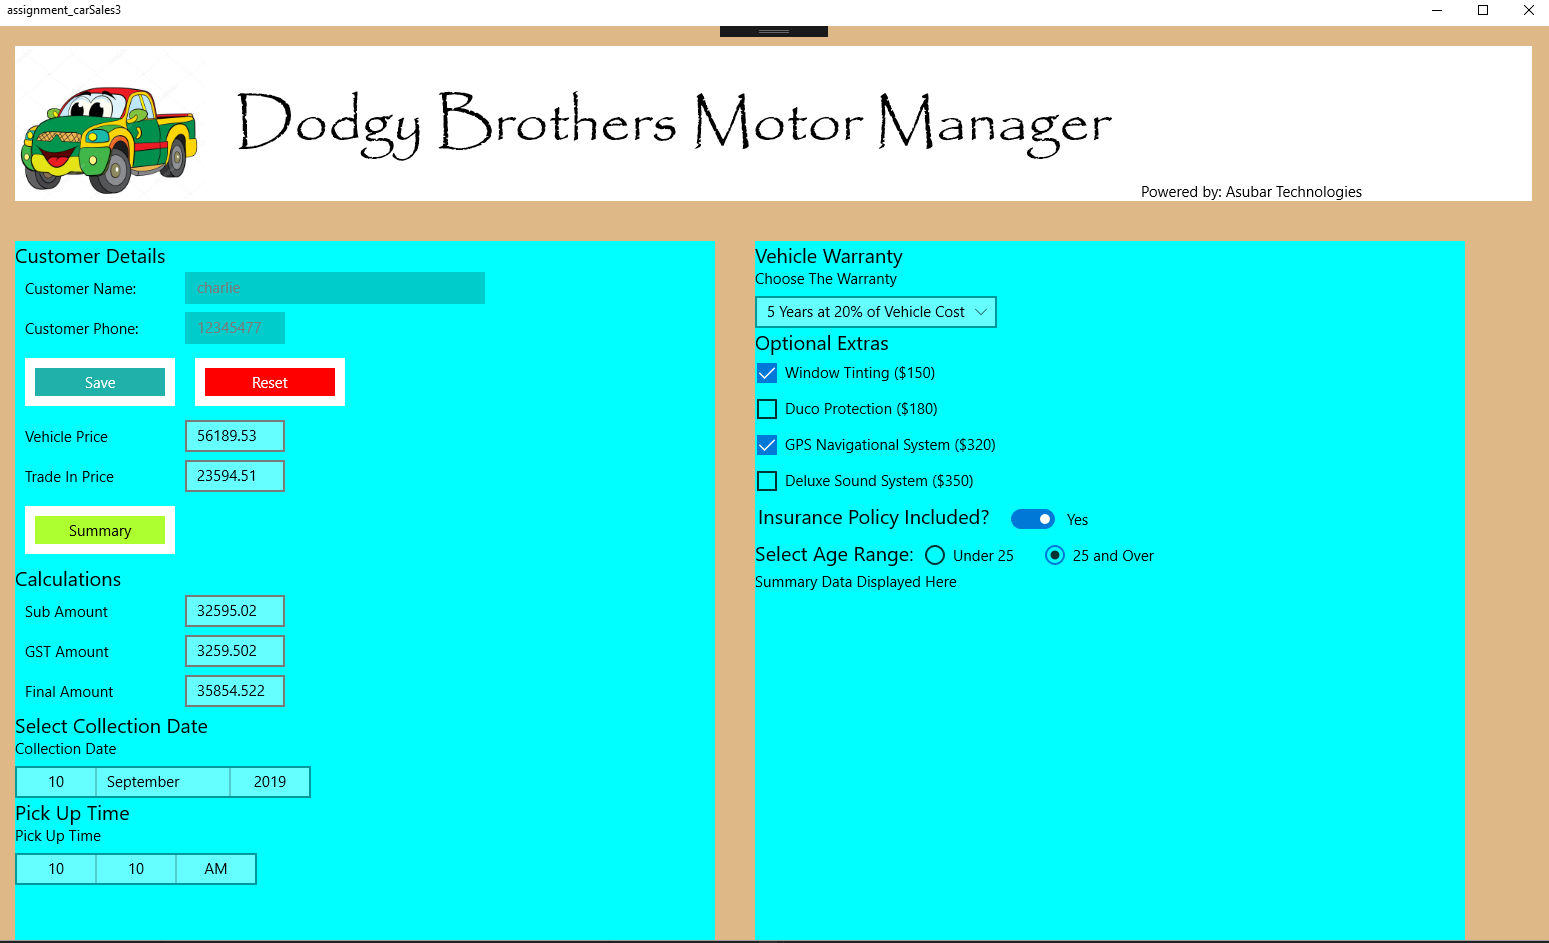 assignment_carSales3
Dodgy Brothers Motor Manager
Powered by: Asubar Technologies
Customer Details
Customer Name: charlie
Customer Phone: 12345477
Save Reset
Vehicle Price 56189.53
Trade In Price 23594.51
Summary
Calculations
Sub Amount 32595.02
GST Amount 3259.502
Final Amount 35854.522
Select Collection Date
Collection Date
10 September 2019
Pick Up Time
Pick Up Time
10 10 AM
Vehicle Warranty
Choose The Warranty
5 Years at 20% of Vehicle Cost
Optional Extras
Window Tinting ($150)
Duco Protection ($180)
GPS Navigational System ($320)
Deluxe Sound System ($350)
Insurance Policy Included? Yes
Select Age Range: Under 25 25 and Over
Summary Data Displayed Here